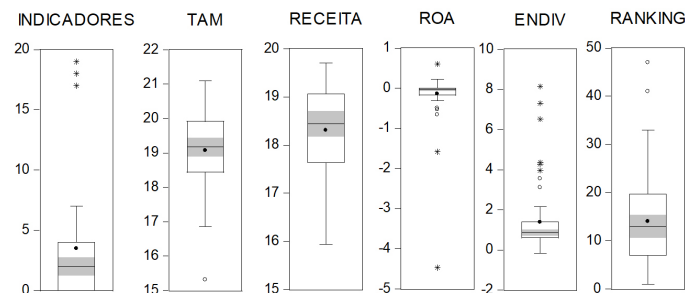 INDICADORES TAM RECEITA ROA ENDIV RANKING
20 22 20 1 10 50
21 0 8 40
15 19
20 -1 6 30
10 19 18 -2 4
18 -3 2 20
5 17
17 -4 0 10
16
0 15 15 -5 -2 0